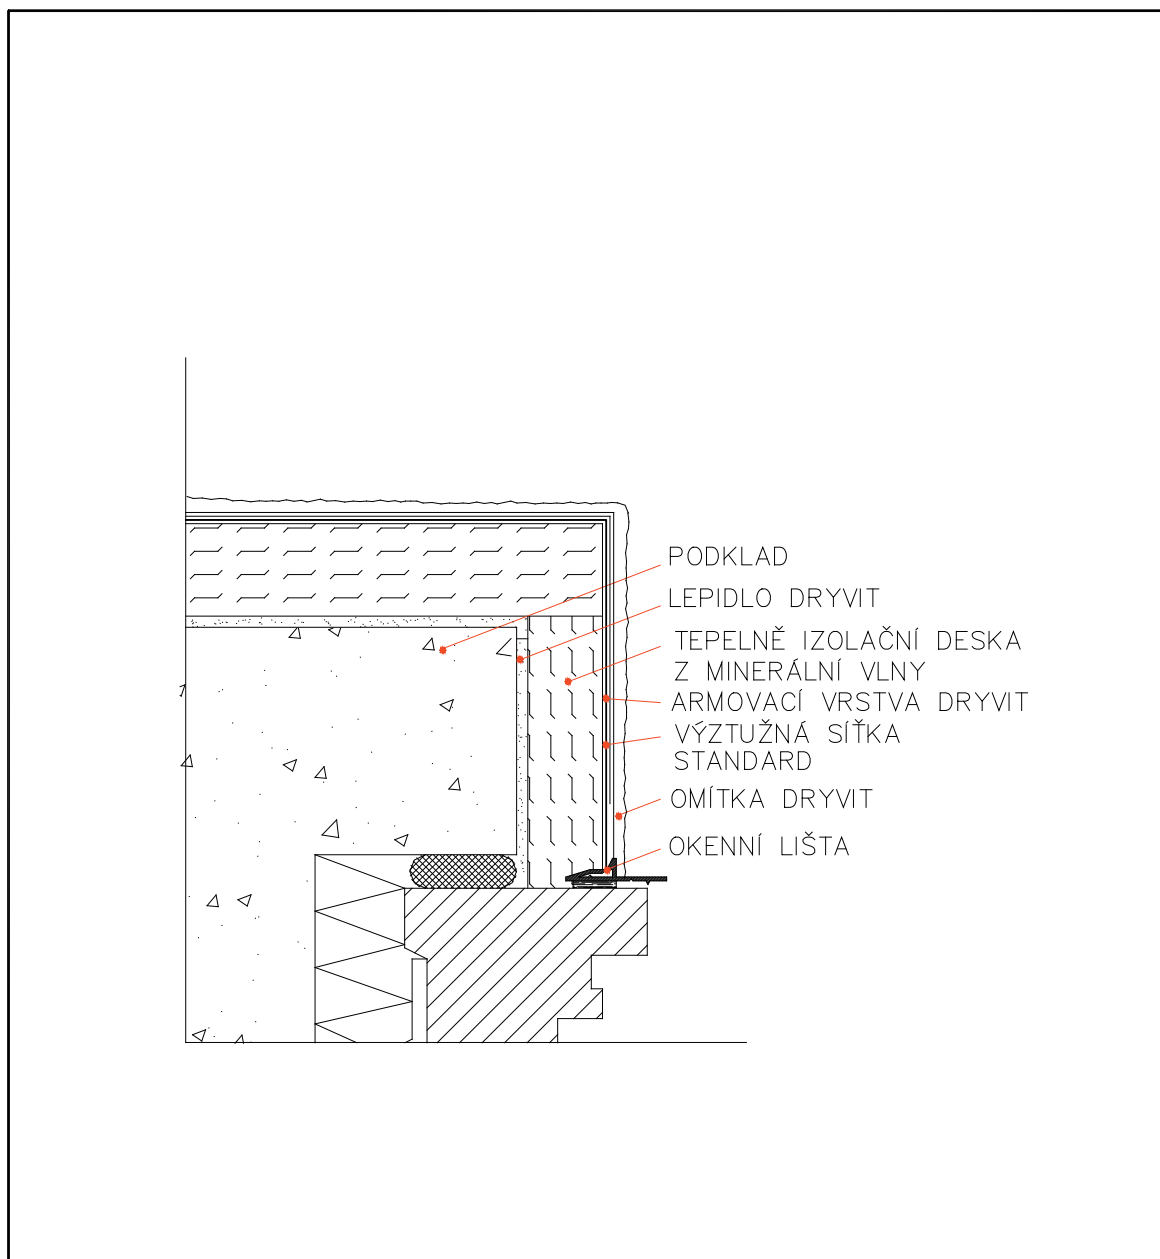 PODKLAD
LEPIDLO DRYVIT
TEPELNĚ IZOLAČNÍ DESKA
Z MINERÁLNÍ VLNY
ARMOVACÍ VRSTVA DRYVIT
VÝZTUŽNÁ SÍŤKA
STANDARD
OMÍTKA DRYVIT
OKENNÍ LIŠTA